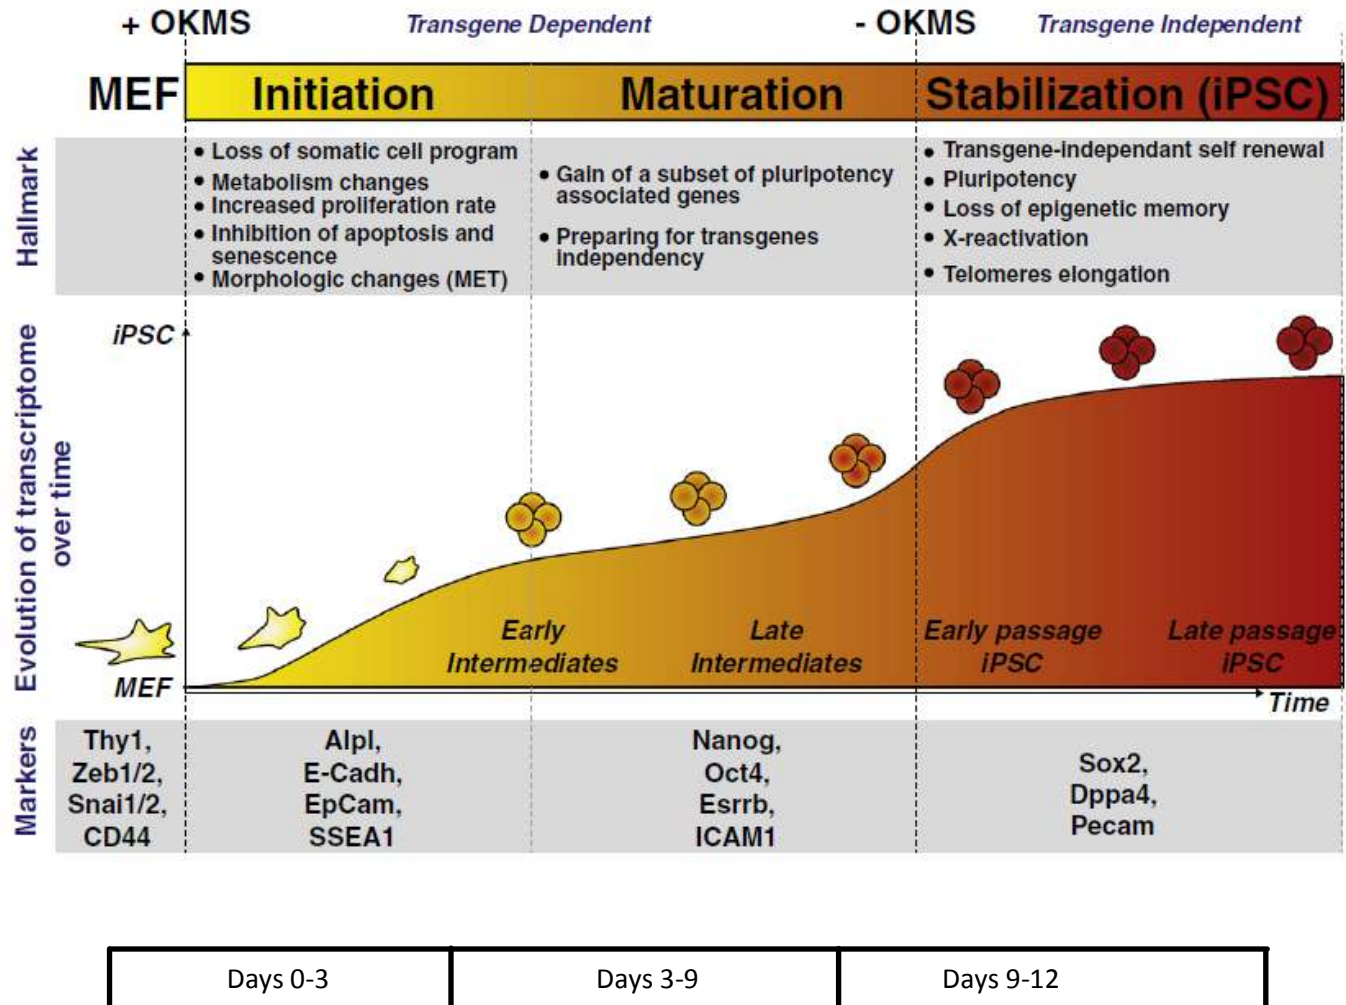 + OKMS Transgene Dependent - OKMS Transgene Independent
MEF Initiation Maturation Stabilization (iPSC)
Hallmark
• Loss of somatic cell program
• Metabolism changes
• Increased proliferation rate
• Inhibition of apoptosis and
senescence
• Morphologic changes (MET)
• Gain of a subset of pluripotency
associated genes
• Preparing for transgenes
independency
• Transgene-independant self renewal
• Pluripotency
• Loss of epigenetic memory
• X-reactivation
• Telomeres elongation
Evolution of transcriptome
over time
iPSC
MEF
Early
Intermediates
Late
Intermediates
Early passage
iPSC
Late passage
iPSC
Time
Markers
Thy1,
Zeb1/2,
Snai1/2,
CD44
Alpl,
E-Cadh,
EpCam,
SSEA1
Nanog,
Oct4,
Esrrb,
ICAM1
Sox2,
Dppa4,
Pecam
Days 0-3 Days 3-9 Days 9-12